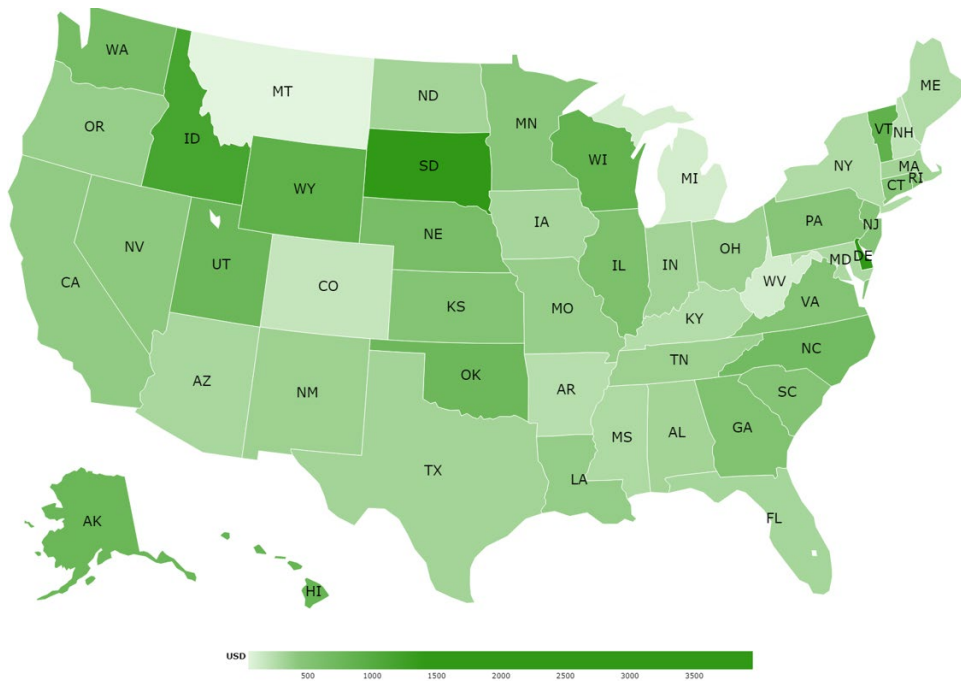 WA
ME
MT
ND
OR
MN
VT
NH
ID
SD
WI
NY
MA
MI
CT
RI
WY
IA
PA
NJ
NE
NV
OH
DE
MD
UT
IL
IN
CA
CO
WV
VA
KS
MO
KY
NC
TN
AZ
OK
NM
AR
SC
GA
MS
AL
TX
LA
FL
AK
HI
USD
500
1000
1500
2000
2500
3000
3500